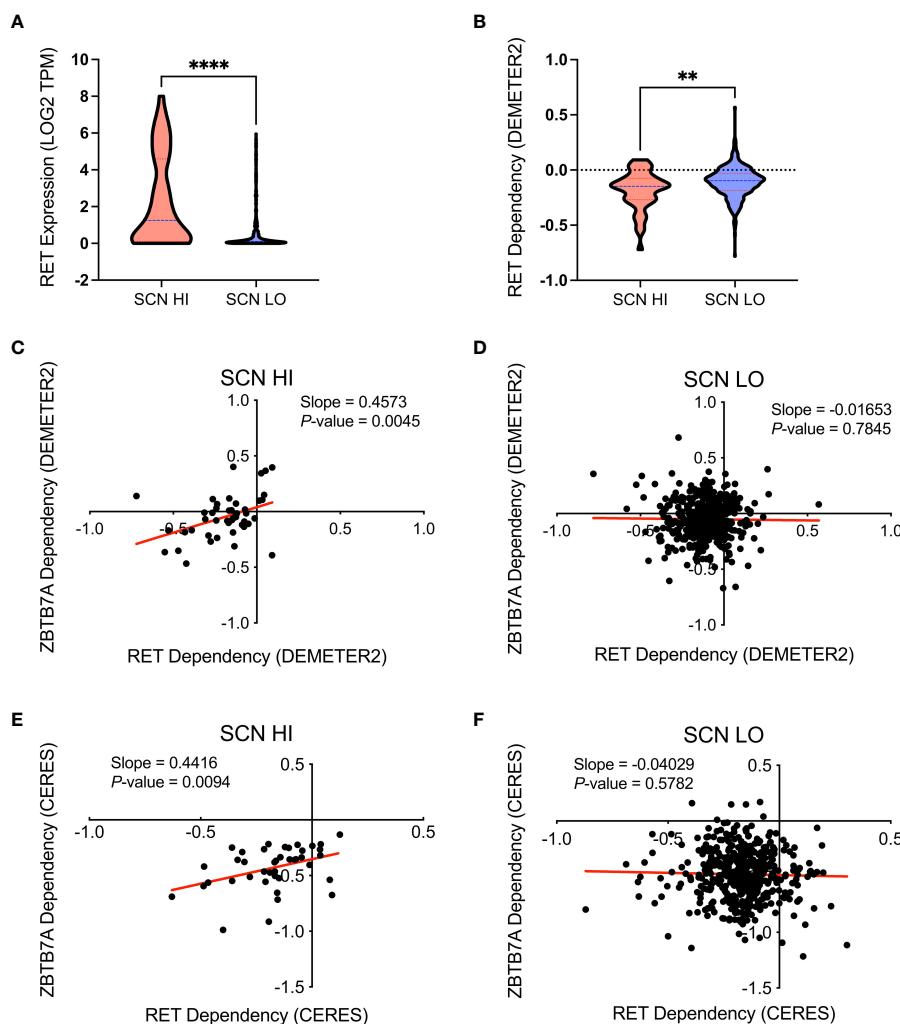 A
RET Expression (LOG2 TPM)
10
8
6
4
2
0
-2
****
SCN HI
SCN LO
B
RET Dependency (DEMETER2)
1.0
0.5
0.0
-0.5
-1.0
**
SCN HI
SCN LO
C
SCN HI
Slope = 0.4573
P-value = 0.0045
ZBTB7A Dependency (DEMETER2)
1.0
0.5
-1.0
-0.5
0.5
1.0
-0.5
-1.0
RET Dependency (DEMETER2)
D
SCN LO
Slope = -0.01653
P-value = 0.7845
ZBTB7A Dependency (DEMETER2)
1.0
0.5
-1.0
-0.5
0.5
1.0
-0.5
-1.0
RET Dependency (DEMETER2)
E
SCN HI
Slope = 0.4416
P-value = 0.0094
ZBTB7A Dependency (CERES)
0.5
-1.0
-0.5
0.5
-0.5
-1.0
-1.5
RET Dependency (CERES)
F
SCN LO
Slope = -0.04029
P-value = 0.5782
ZBTB7A Dependency (CERES)
0.5
-1.0
-0.5
0.5
-1.0
-1.5
RET Dependency (CERES)